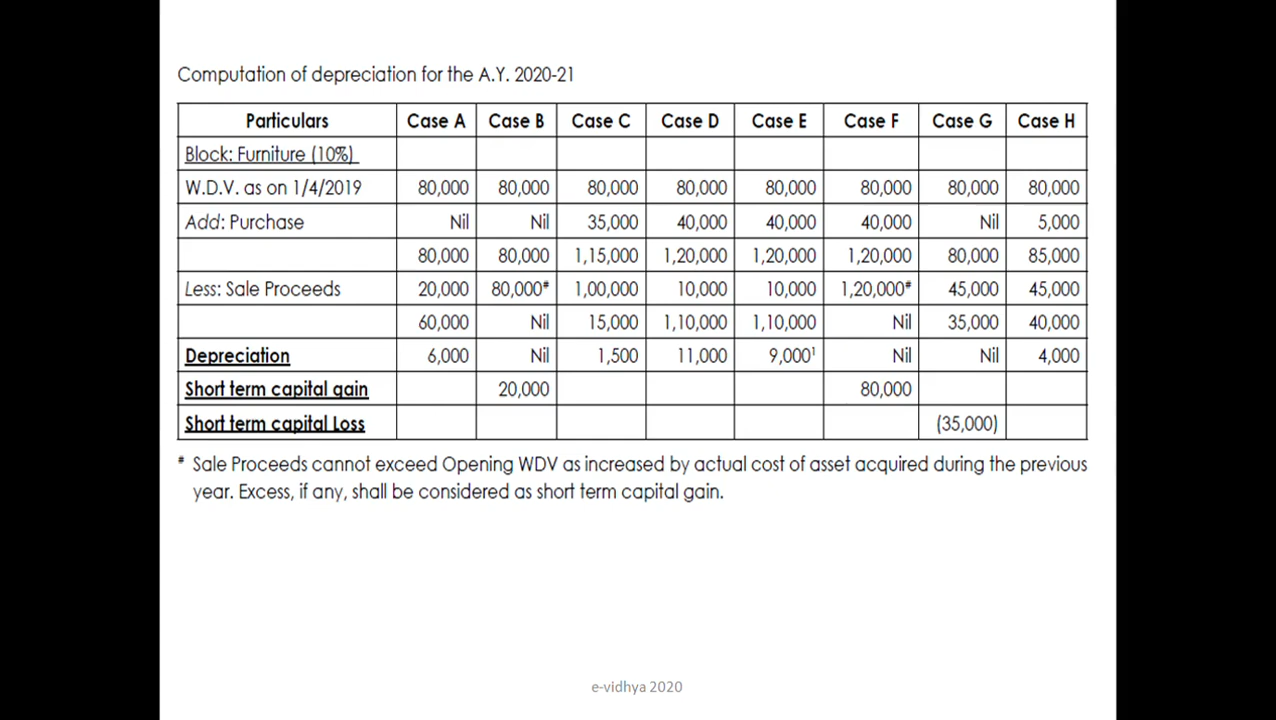 Computation of depreciation for the A.Y. 2020-21
Particulars Case A Case B Case C Case D Case E Case F Case G Case H
Block: Furniture (10%)
W.D.V. as on 1/4/2019 80,000 80,000 80,000 80,000 80,000 80,000 80,000 80,000
Add: Purchase Nil Nil 35,000 40,000 40,000 40,000 Nil 5,000
80,000 80,000 1,15,000 1,20,000 1,20,000 1,20,000 80,000 85,000
Less: Sale Proceeds 20,000 80,000# 1,00,000 10,000 10,000 1,20,000# 45,000 45,000
60,000 Nil 15,000 1,10,000 1,10,000 Nil 35,000 40,000
Depreciation 6,000 Nil 1,500 11,000 9,000¹ Nil Nil 4,000
Short term capital gain 20,000 80,000
Short term capital Loss (35,000)
# Sale Proceeds cannot exceed Opening WDV as increased by actual cost of asset acquired during the previous
year. Excess, if any, shall be considered as short term capital gain.
e-vidhya 2020